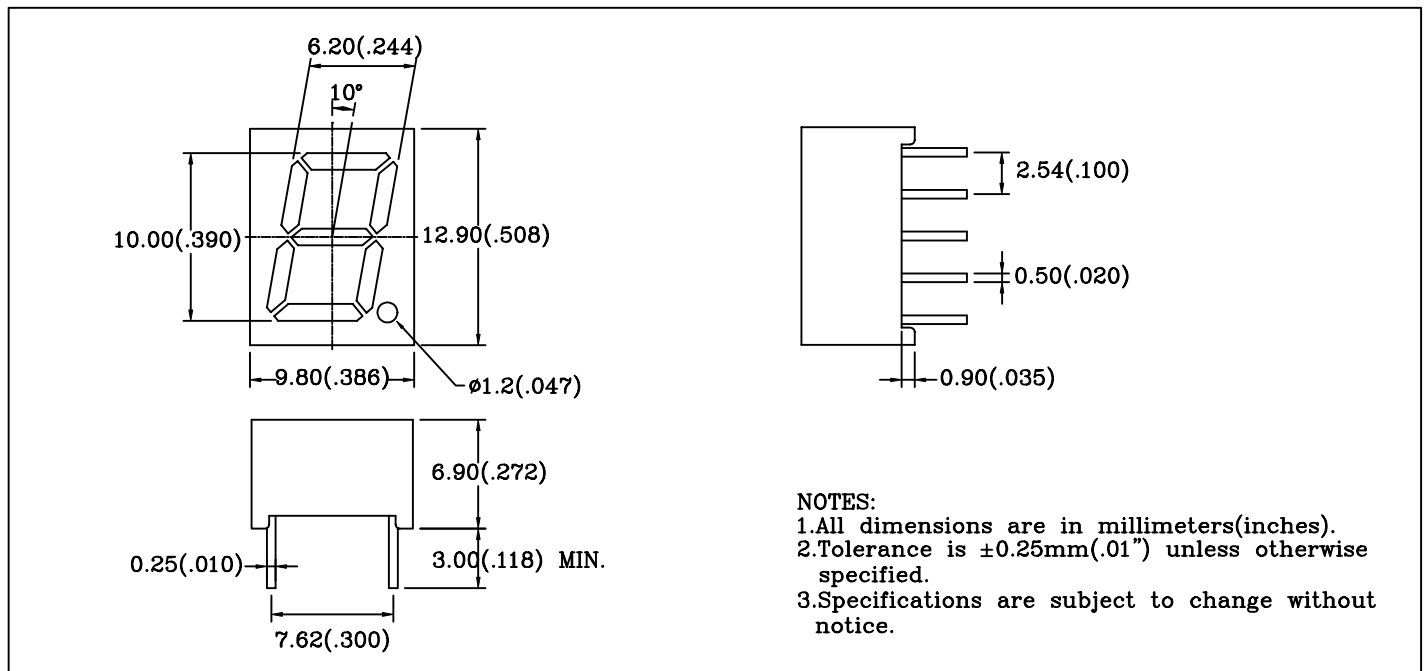 6.20(.244)
10°
10.00(.390)
12.90(.508)
9.80(.386)
ø1.2(.047)
2.54(.100)
0.50(.020)
0.90(.035)
6.90(.272)
0.25(.010)
3.00(.118) MIN.
7.62(.300)
NOTES:
1.All dimensions are in millimeters(inches).
2.Tolerance is ±0.25mm(.01") unless otherwise
specified.
3.Specifications are subject to change without
notice.